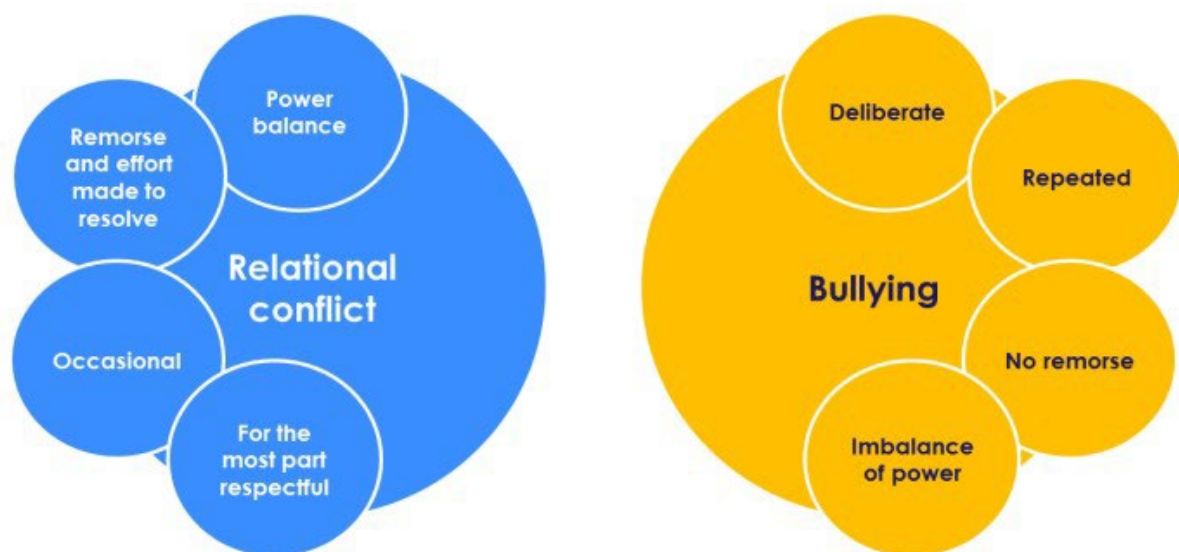 Power
balance
Remorse
and effort
made to
resolve
Relational
conflict
Occasional
For the
most part
respectful
Deliberate
Repeated
Bullying
No remorse
Imbalance
of power